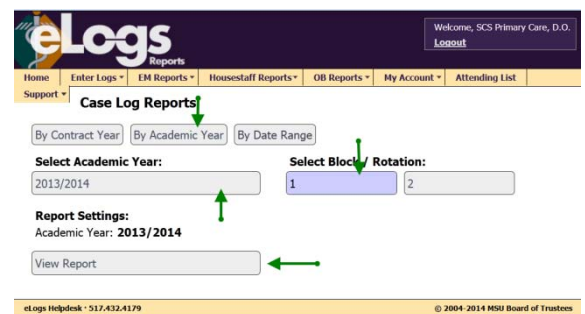 eLogs
Reports
Welcome, SCS Primary Care, D.O.
Logout
Home Enter Logs EM Reports Housestaff Reports OB Reports My Account Attending List
Support
Case Log Reports
By Contract Year By Academic Year By Date Range
Select Academic Year: Select Block / Rotation:
2013/2014 1 2
Report Settings:
Academic Year: 2013/2014
View Report
eLogs Helpdesk · 517.432.4179 © 2004-2014 MSU Board of Trustees